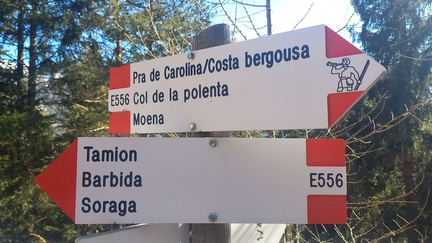 Pra de Carolina/Costa bergousa
E556 Col de la polenta
Moena
Tamion
Barbida E556
Soraga